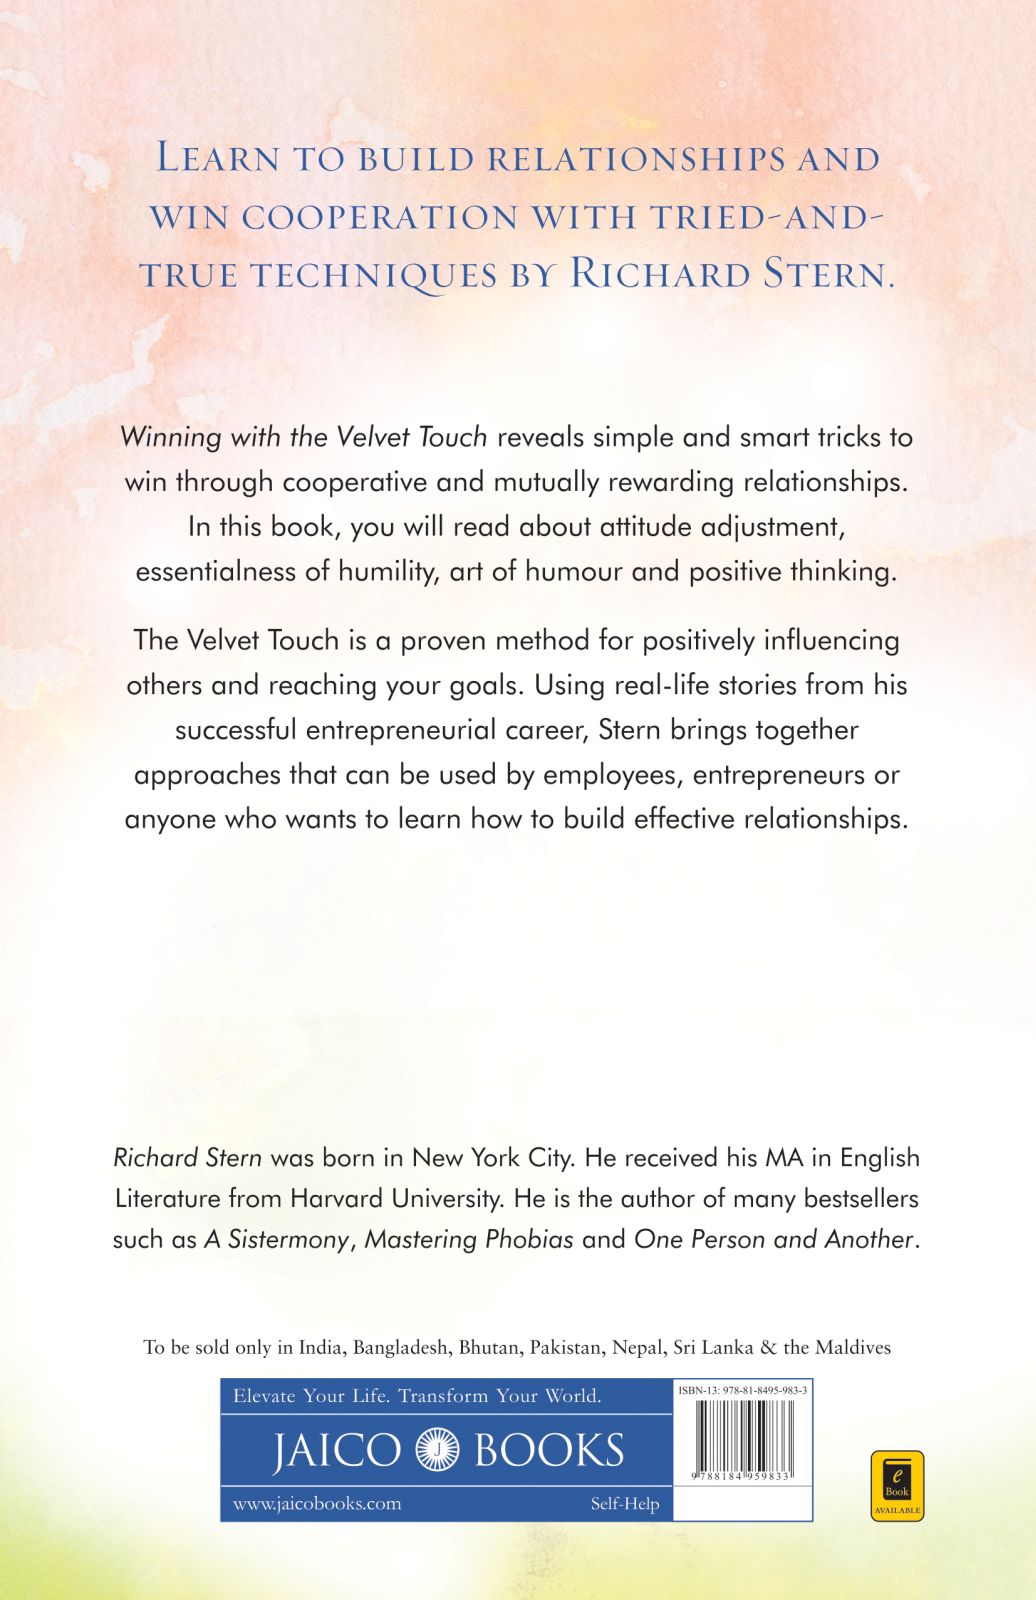 LEARN TO BUILD RELATIONSHIPS AND
WIN COOPERATION WITH TRIED-AND-
TRUE TECHNIQUES BY RICHARD STERN.
Winning with the Velvet Touch reveals simple and smart tricks to
win through cooperative and mutually rewarding relationships.
In this book, you will read about attitude adjustment,
essentialness of humility, art of humour and positive thinking.
The Velvet Touch is a proven method for positively influencing
others and reaching your goals. Using real-life stories from his
successful entrepreneurial career, Stern brings together
approaches that can be used by employees, entrepreneurs or
anyone who wants to learn how to build effective relationships.
Richard Stern was born in New York City. He received his MA in English
Literature from Harvard University. He is the author of many bestsellers
such as A Sistermony, Mastering Phobias and One Person and Another.
To be sold only in India, Bangladesh, Bhutan, Pakistan, Nepal, Sri Lanka & the Maldives
Elevate Your Life. Transform Your World.
JAICO J BOOKS
www.jaicobooks.com Self-Help
ISBN-13: 978-81-8495-983-3
9 788184 959833
e
Book
AVAILABLE